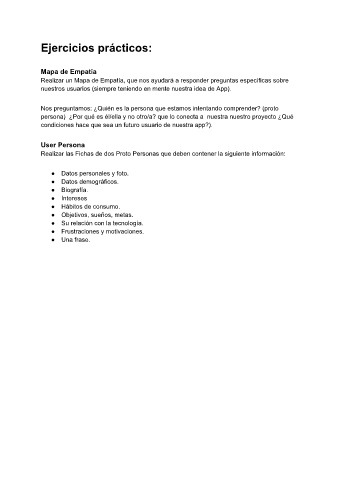 Ejercicios prácticos:
Mapa de Empatía
Realizar un Mapa de Empatía, que nos ayudará a responder preguntas específicas sobre
nuestros usuarios (siempre teniendo en mente nuestra idea de App).
Nos preguntamos: ¿Quién es la persona que estamos intentando comprender? (proto
persona) ¿Por qué es él/ella y no otro/a? que lo conecta a nuestra nuestro proyecto ¿Qué
condiciones hace que sea un futuro usuario de nuestra app?).
User Persona
Realizar las Fichas de dos Proto Personas que deben contener la siguiente información:
● Datos personales y foto.
● Datos demográficos.
● Biografía.
● Intereses
● Hábitos de consumo.
● Objetivos, sueños, metas.
● Su relación con la tecnología.
● Frustraciones y motivaciones.
● Una frase.